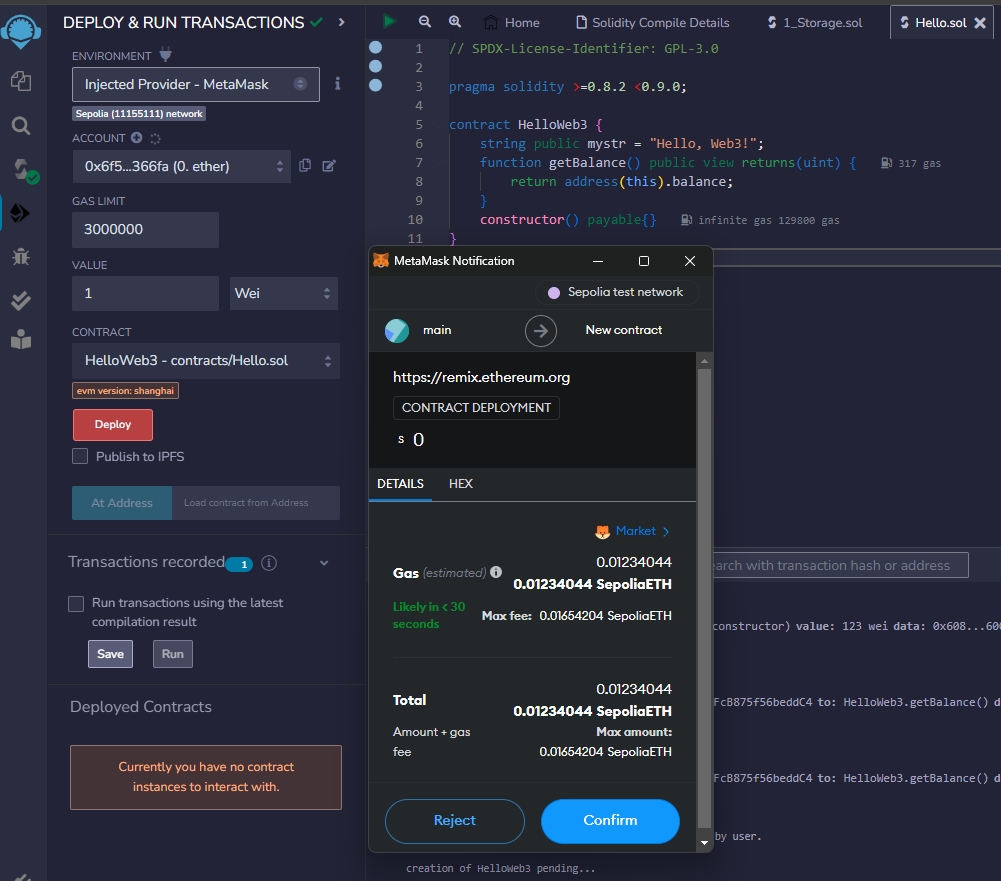 DEPLOY & RUN TRANSACTIONS
ENVIRONMENT
Injected Provider - MetaMask
Sepolia (11155111) network
ACCOUNT
0x6f5...366fa (0. ether)
GAS LIMIT
3000000
VALUE
1
Wei
CONTRACT
HelloWeb3 - contracts/Hello.sol
evm version: shanghai
Deploy
Publish to IPFS
At Address
Load contract from Address
Transactions recorded 1 i
Run transactions using the latest
compilation result
Save
Run
Deployed Contracts
Currently you have no contract
instances to interact with.
Home
Solidity Compile Details
1_Storage.sol
Hello.sol
1 // SPDX-License-Identifier: GPL-3.0
2
3 pragma solidity >=0.8.2 <0.9.0;
4
5 contract HelloWeb3 {
6 string public mystr = "Hello, Web3!";
7 function getBalance() public view returns(uint) { 317 gas
8 return address(this).balance;
9 }
10 constructor() payable{} infinite gas 129800 gas
11 }
MetaMask Notification
Sepolia test network
main
New contract
https://remix.ethereum.org
CONTRACT DEPLOYMENT
S 0
DETAILS
HEX
Market >
0.01234044
Gas (estimated) i 0.01234044 SepoliaETH
Likely in < 30
seconds
Max fee: 0.01654204 SepoliaETH
0.01234044
Total 0.01234044 SepoliaETH
Amount + gas
fee
Max amount:
0.01654204 SepoliaETH
Reject
Confirm
earch with transaction hash or address
constructor) value: 123 wei data: 0x608...600
FcB875f56beddC4 to: HelloWeb3.getBalance() d
FcB875f56beddC4 to: HelloWeb3.getBalance() d
by user.
creation of HelloWeb3 pending...